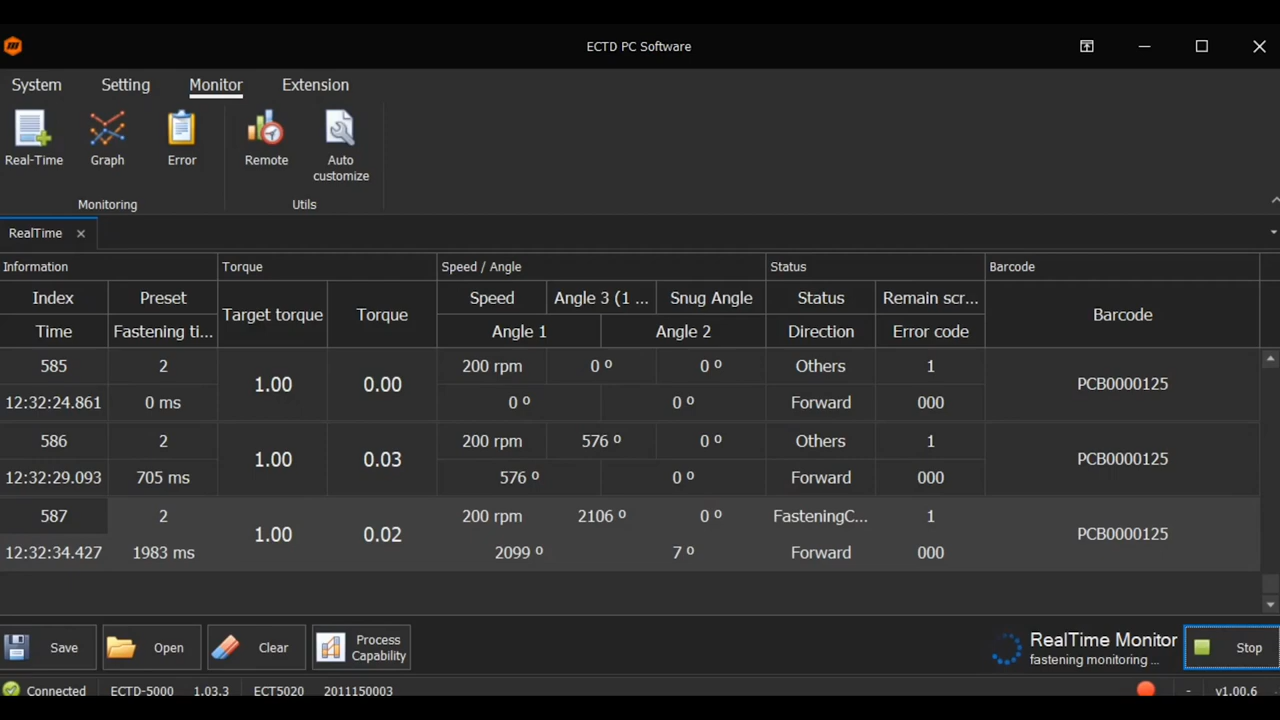 ECTD PC Software
System Setting Monitor Extension
Real-Time Graph Error Remote Auto customize
Monitoring Utils
RealTime
Information Torque Speed / Angle Status Barcode
Index Preset Target torque Torque Speed Angle 3 (1 ... Snug Angle Status Remain scr... Barcode
Time Fastening ti... Angle 1 Angle 2 Direction Error code
585 2 1.00 0.00 200 rpm 0 º 0 º Others 1 PCB0000125
12:32:24.861 0 ms 0 º 0 º Forward 000
586 2 1.00 0.03 200 rpm 576 º 0 º Others 1 PCB0000125
12:32:29.093 705 ms 576 º 0 º Forward 000
587 2 1.00 0.02 200 rpm 2106 º 0 º FasteningC... 1 PCB0000125
12:32:34.427 1983 ms 2099 º 7 º Forward 000
Save Open Clear Process Capability RealTime Monitor Stop
fastening monitoring ...
Connected ECTD-5000 1.03.3 ECT5020 2011150003 - v1.00.6